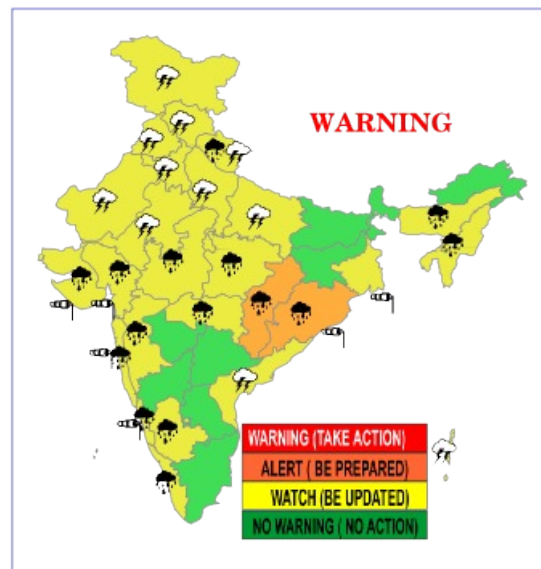 WARNING
WARNING (TAKE ACTION)
ALERT ( BE PREPARED)
WATCH (BE UPDATED)
NO WARNING ( NO ACTION)